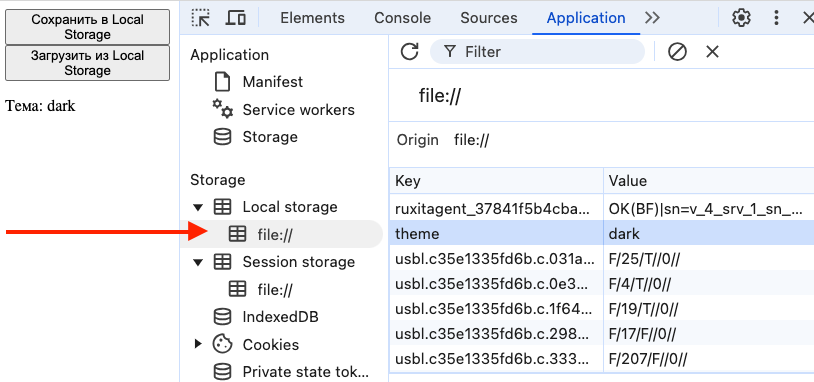 Сохранить в Local
Storage
Загрузить из Local
Storage
Тема: dark
Elements Console Sources Application
Application
Manifest
Service workers
Storage
Storage
Local storage
file://
Session storage
file://
IndexedDB
Cookies
Private state tok...
Filter
file://
Origin file://
Key Value
ruxitagent_37841f5b4cba... OK(BF)|sn=v_4_srv_1_sn_...
theme dark
usbl.c35e1335fd6b.c.031a... F/25/T//0//
usbl.c35e1335fd6b.c.0e3... F/4/T//0//
usbl.c35e1335fd6b.c.1f64... F/19/T//0//
usbl.c35e1335fd6b.c.298... F/17/F//0//
usbl.c35e1335fd6b.c.333... F/207/F//0//